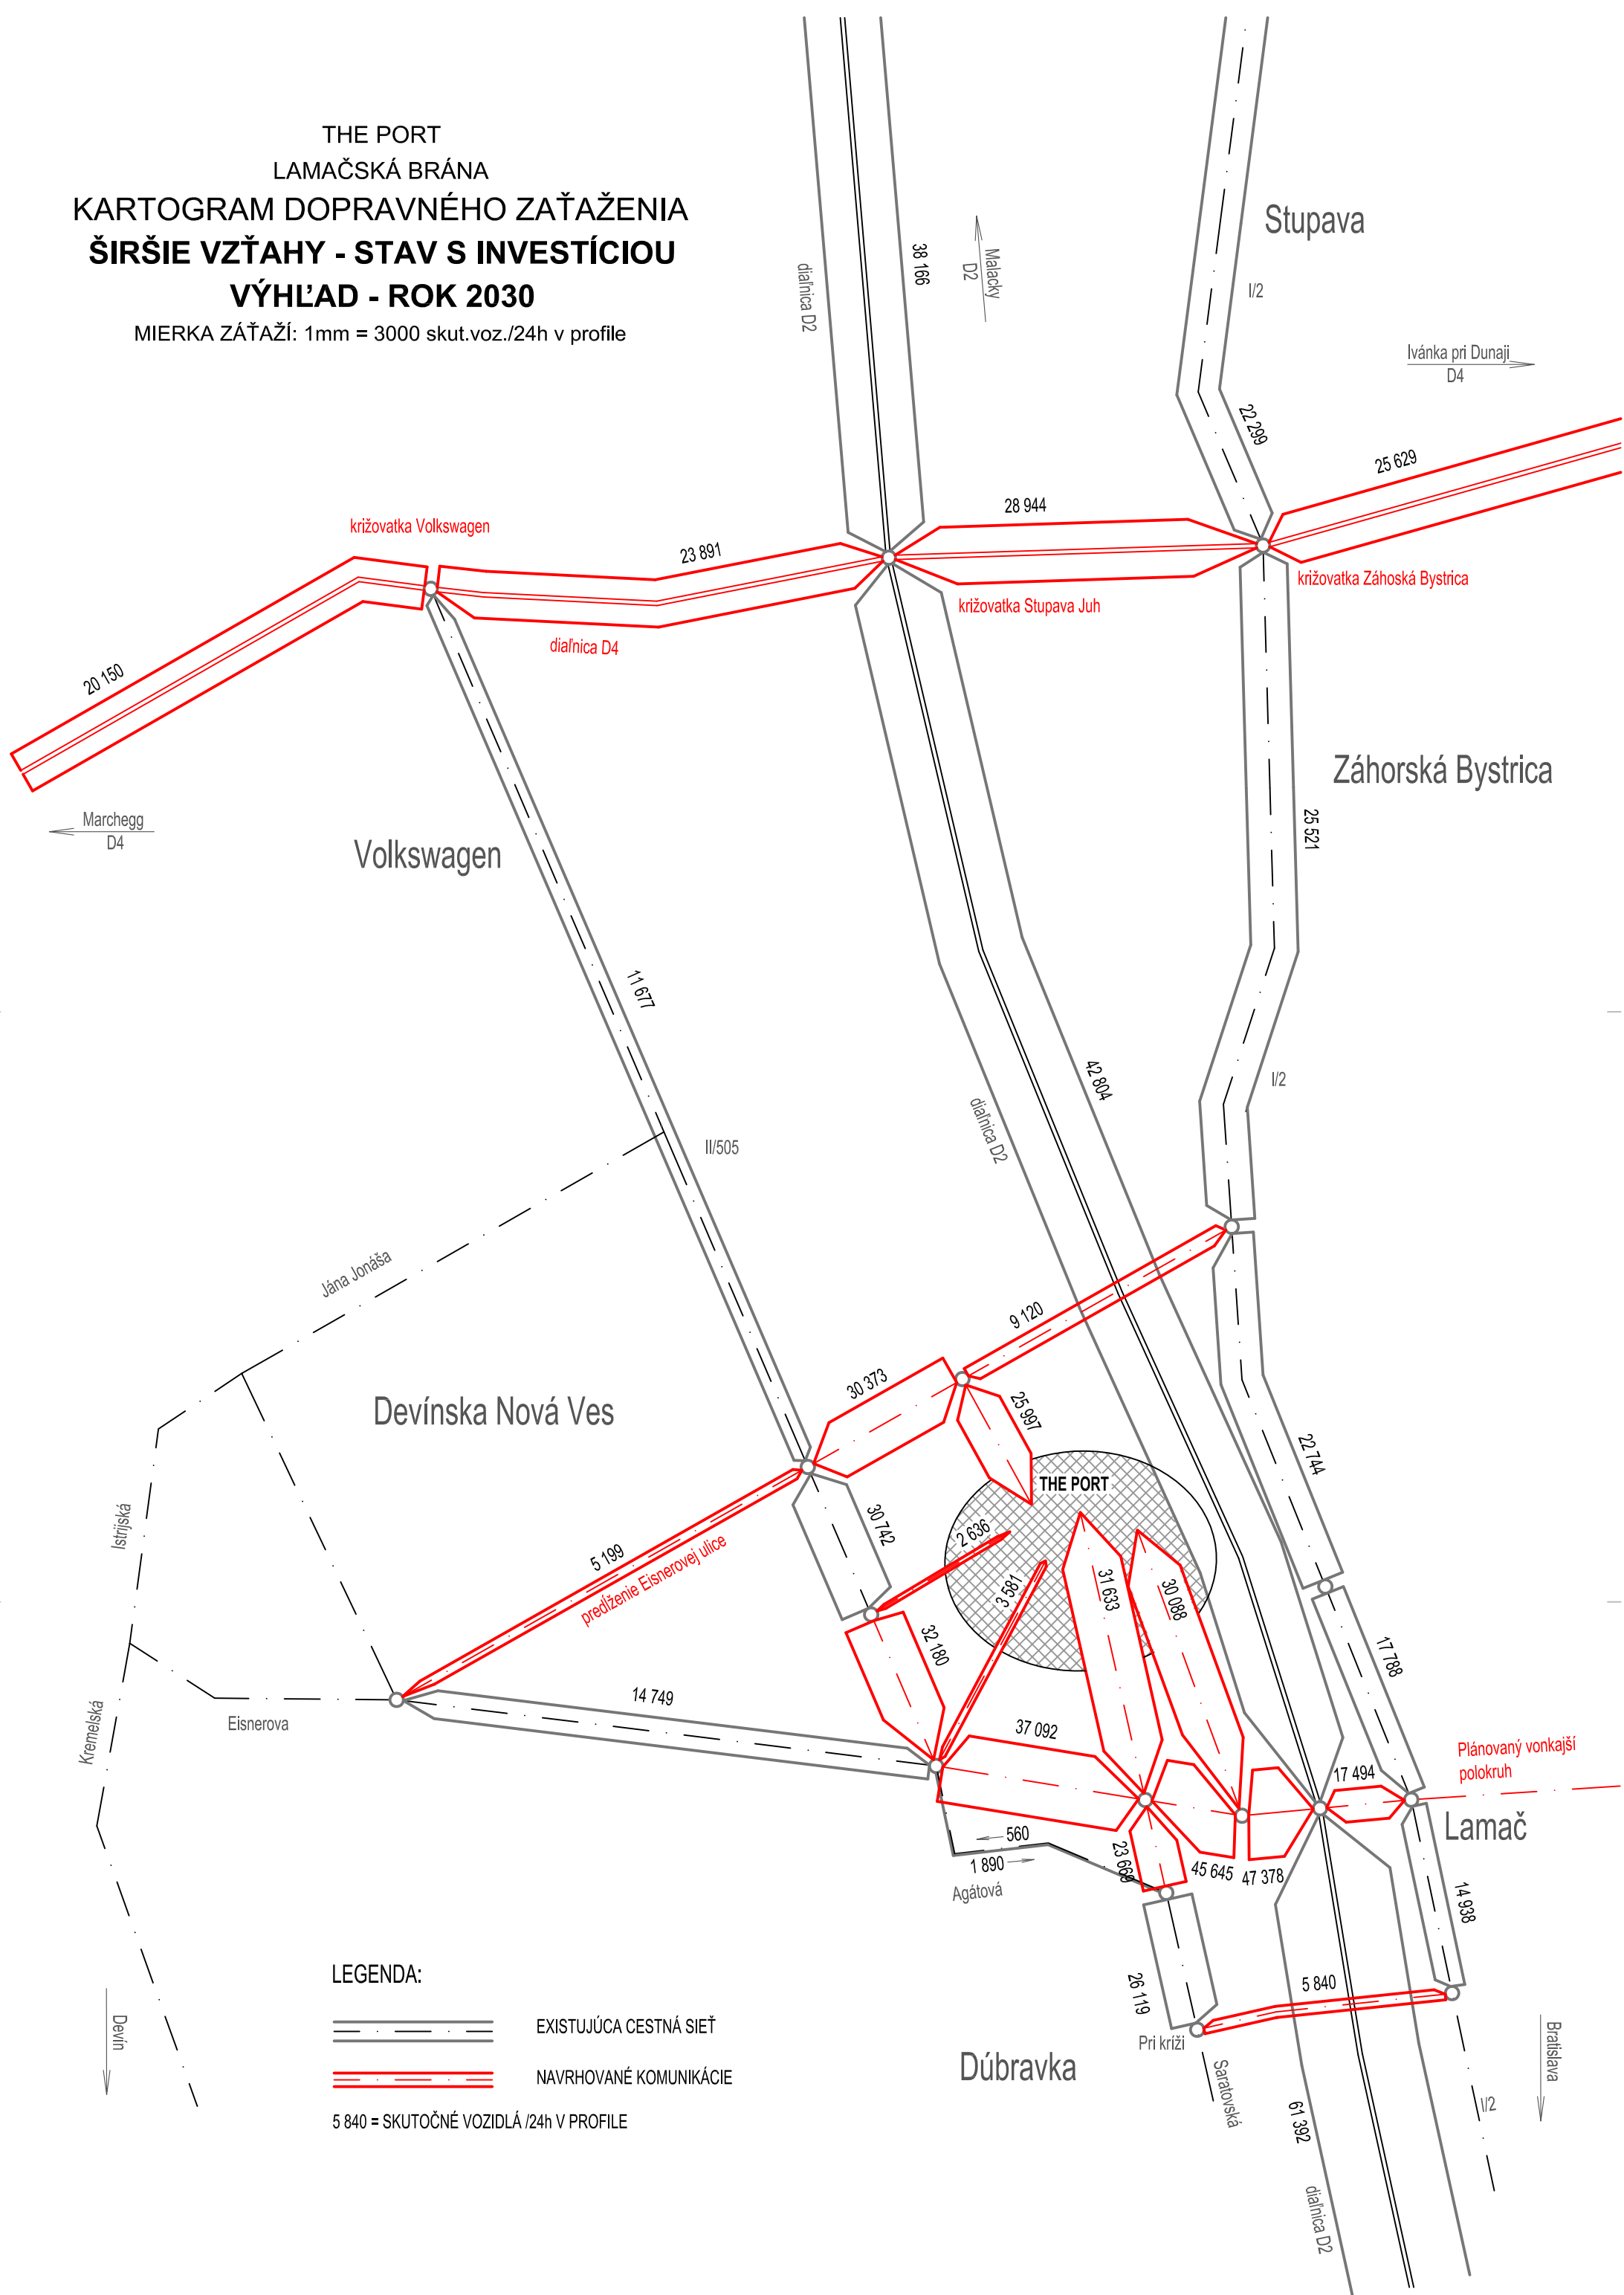 THE PORT
LAMAČSKÁ BRÁNA
KARTOGRAM DOPRAVNÉHO ZAŤAŽENIA
ŠIRŠIE VZŤAHY - STAV S INVESTÍCIOU
VÝHĽAD - ROK 2030
MIERKA ZÁŤAŽÍ: 1mm = 3000 skut.voz./24h v profile
Stupava
diaľnica D2
38 166
Malacky
D2
I/2
Ivánka pri Dunaji
D4
22 299
25 629
28 944
križovatka Volkswagen
23 891
križovatka Záhoská Bystrica
križovatka Stupava Juh
diaľnica D4
20 150
Záhorská Bystrica
Marchegg
D4
Volkswagen
25 521
11 677
42 804
I/2
diaľnica D2
II/505
Jána Jonáša
9 120
30 373
25 997
Devínska Nová Ves
22 744
THE PORT
Istrijská
30 742
2 636
5 199
predĺženie Eisnerovej ulice
3 581
31 633
30 088
32 180
17 788
14 749
Kremelská
Eisnerova
37 092
Plánovaný vonkajší
polokruh
17 494
Lamač
560
1 890
Agátová
23 669
45 645
47 378
14 938
LEGENDA:
26 119
5 840
Devín
EXISTUJÚCA CESTNÁ SIEŤ
Pri kríži
Bratislava
Dúbravka
NAVRHOVANÉ KOMUNIKÁCIE
Saratovská
61 392
I/2
5 840 = SKUTOČNÉ VOZIDLÁ /24h V PROFILE
diaľnica D2